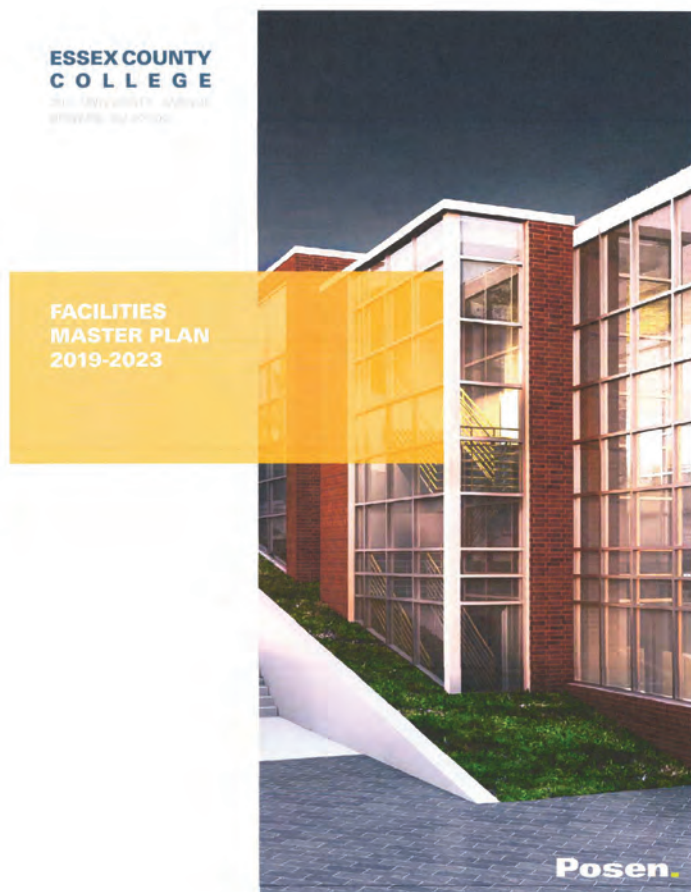 ESSEX COUNTY
COLLEGE
FACILITIES
MASTER PLAN
2019-2023
Posen.